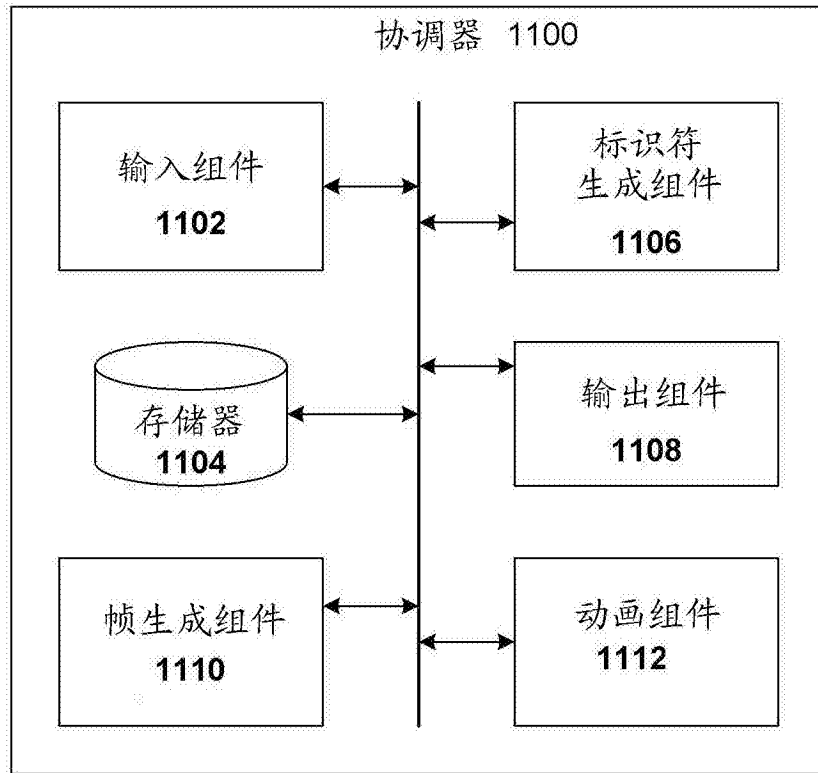 协调器 1100
输入组件
1102
标识符
生成组件
1106
存储器
1104
输出组件
1108
帧生成组件
1110
动画组件
1112